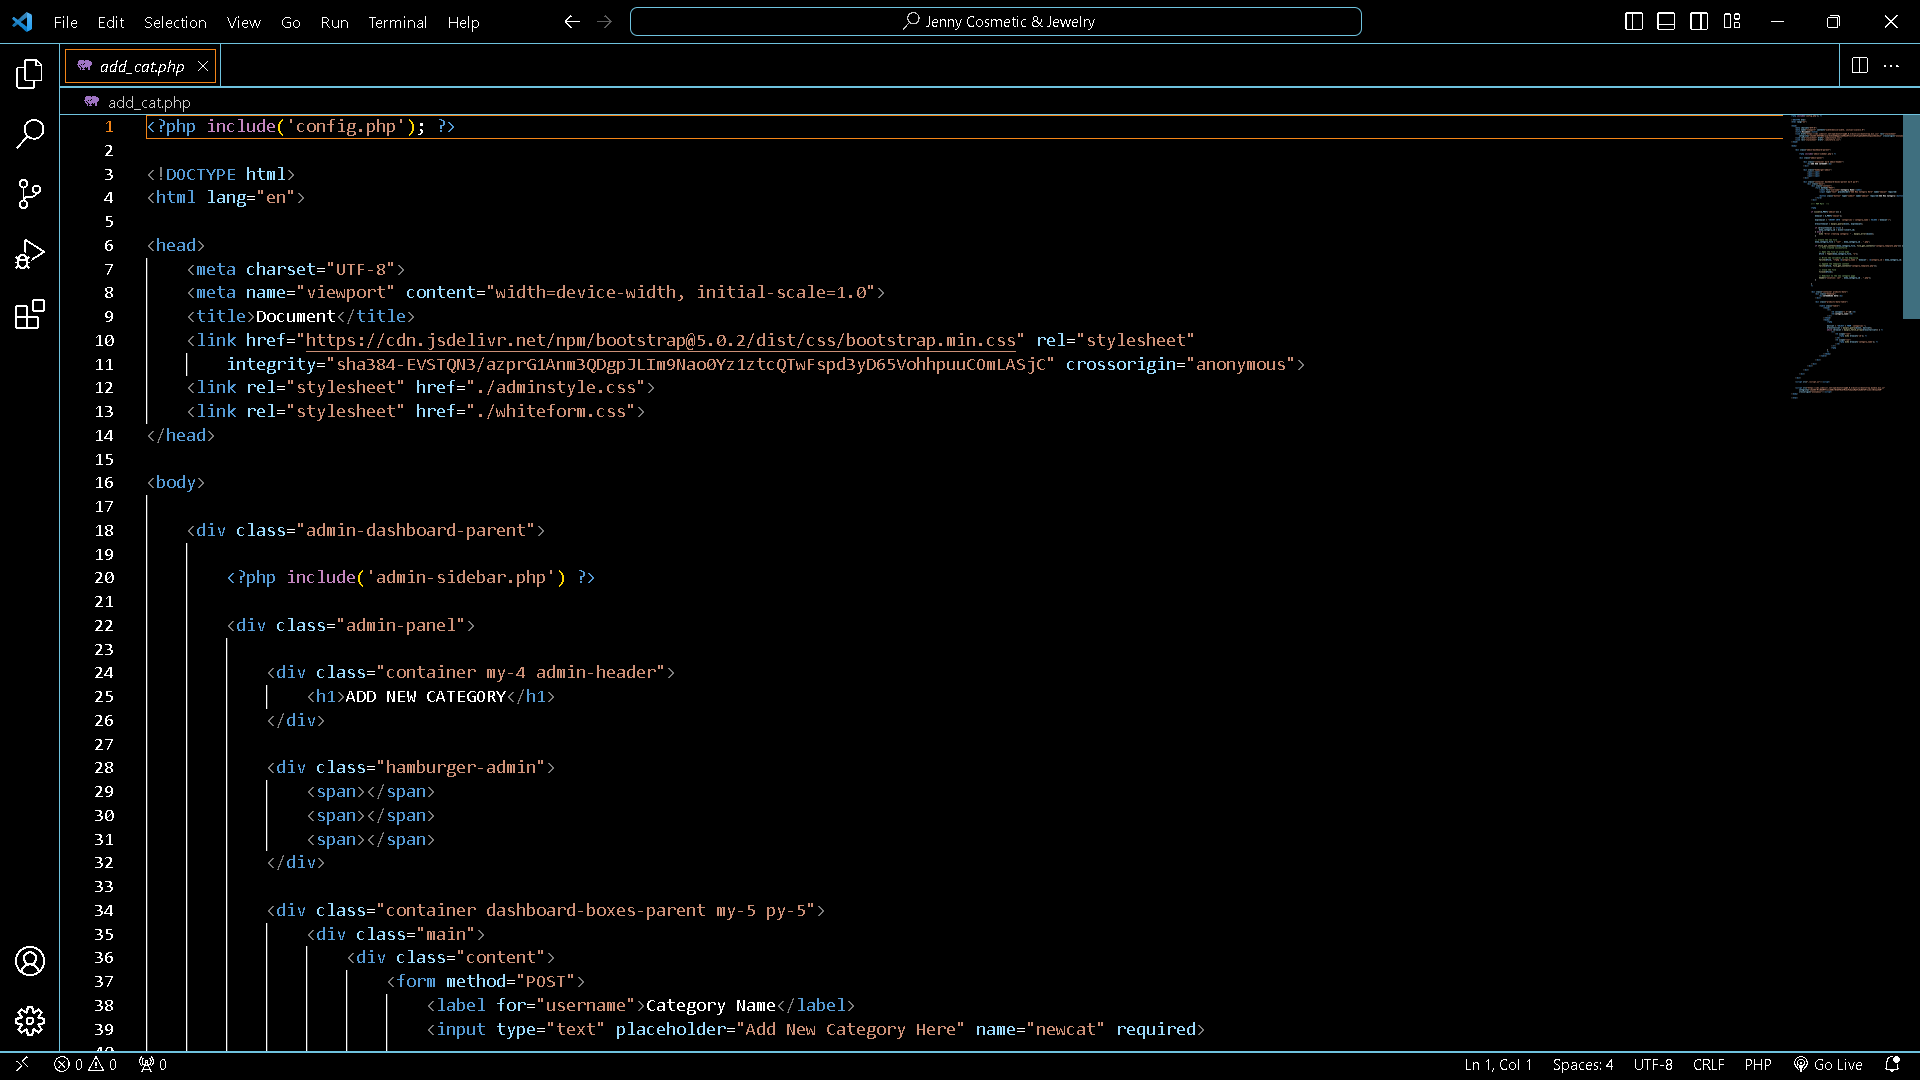 File Edit Selection View Go Run Terminal Help
Jenny Cosmetic & Jewelry
add_cat.php
add_cat.php
1 <?php include('config.php'); ?>
2
3 <!DOCTYPE html>
4 <html lang="en">
5
6 <head>
7 <meta charset="UTF-8">
8 <meta name="viewport" content="width=device-width, initial-scale=1.0">
9 <title>Document</title>
10 <link href="https://cdn.jsdelivr.net/npm/bootstrap@5.0.2/dist/css/bootstrap.min.css" rel="stylesheet"
11 integrity="sha384-EVSTQN3/azprG1Anm3QDgpJLIm9Nao0Yz1ztcQTwFspd3yD65VohhpuuCOmLASjC" crossorigin="anonymous">
12 <link rel="stylesheet" href="./adminstyle.css">
13 <link rel="stylesheet" href="./whiteform.css">
14 </head>
15
16 <body>
17
18 <div class="admin-dashboard-parent">
19
20 <?php include('admin-sidebar.php') ?>
21
22 <div class="admin-panel">
23
24 <div class="container my-4 admin-header">
25 <h1>ADD NEW CATEGORY</h1>
26 </div>
27
28 <div class="hamburger-admin">
29 <span></span>
30 <span></span>
31 <span></span>
32 </div>
33
34 <div class="container dashboard-boxes-parent my-5 py-5">
35 <div class="main">
36 <div class="content">
37 <form method="POST">
38 <label for="username">Category Name</label>
39 <input type="text" placeholder="Add New Category Here" name="newcat" required>
0 0 0 Ln 1, Col 1 Spaces: 4 UTF-8 CRLF PHP Go Live